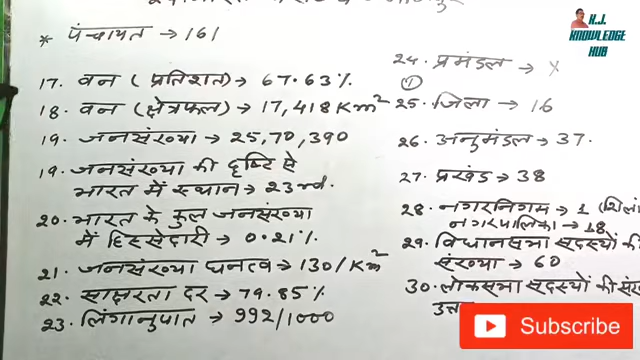 * पंचायत → 161
17. वन (प्रतिशत) → 67.63%
18. वन (क्षेत्रफल) → 17,418 Km²
19. जनसंख्या → 25,70,390
19. जनसंख्या की दृष्टि से
भारत में स्थान → 23rd.
20. भारत के कुल जनसंख्या
में हिस्सेदारी → 0.21%
21. जनसंख्या घनत्व → 130/Km²
22. साक्षरता दर → 79.85%
23. लिंगानुपात → 992/1000
24. प्रमंडल → x
①
25. जिला → 16
26. अनुमंडल → 37.
27. प्रखंड → 38
28. नगरनिगम → 1
नगरपालिका → 18
29. विधानसभा सदस्यों की
संख्या → 60
30. लोकसभा सदस्यों की
K.J.
KNOWLEDGE
HUB
Subscribe